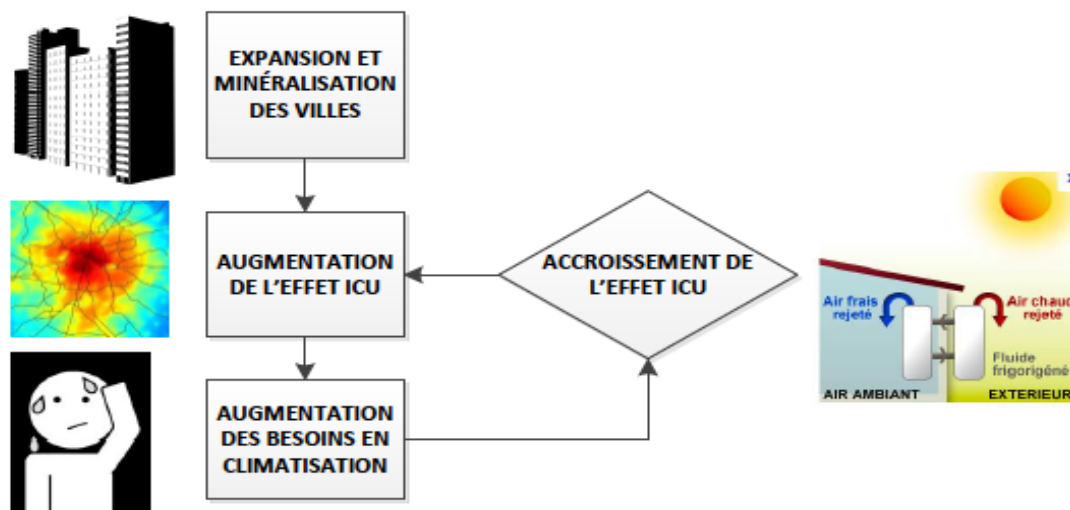 EXPANSION ET
MINÉRALISATION
DES VILLES
AUGMENTATION
DE L'EFFET ICU
ACCROISSEMENT DE
L'EFFET ICU
AUGMENTATION
DES BESOINS EN
CLIMATISATION
Air frais
rejeté
Air chaud
rejeté
Fluide
frigorigéné
AIR AMBIANT
EXTERIEUR